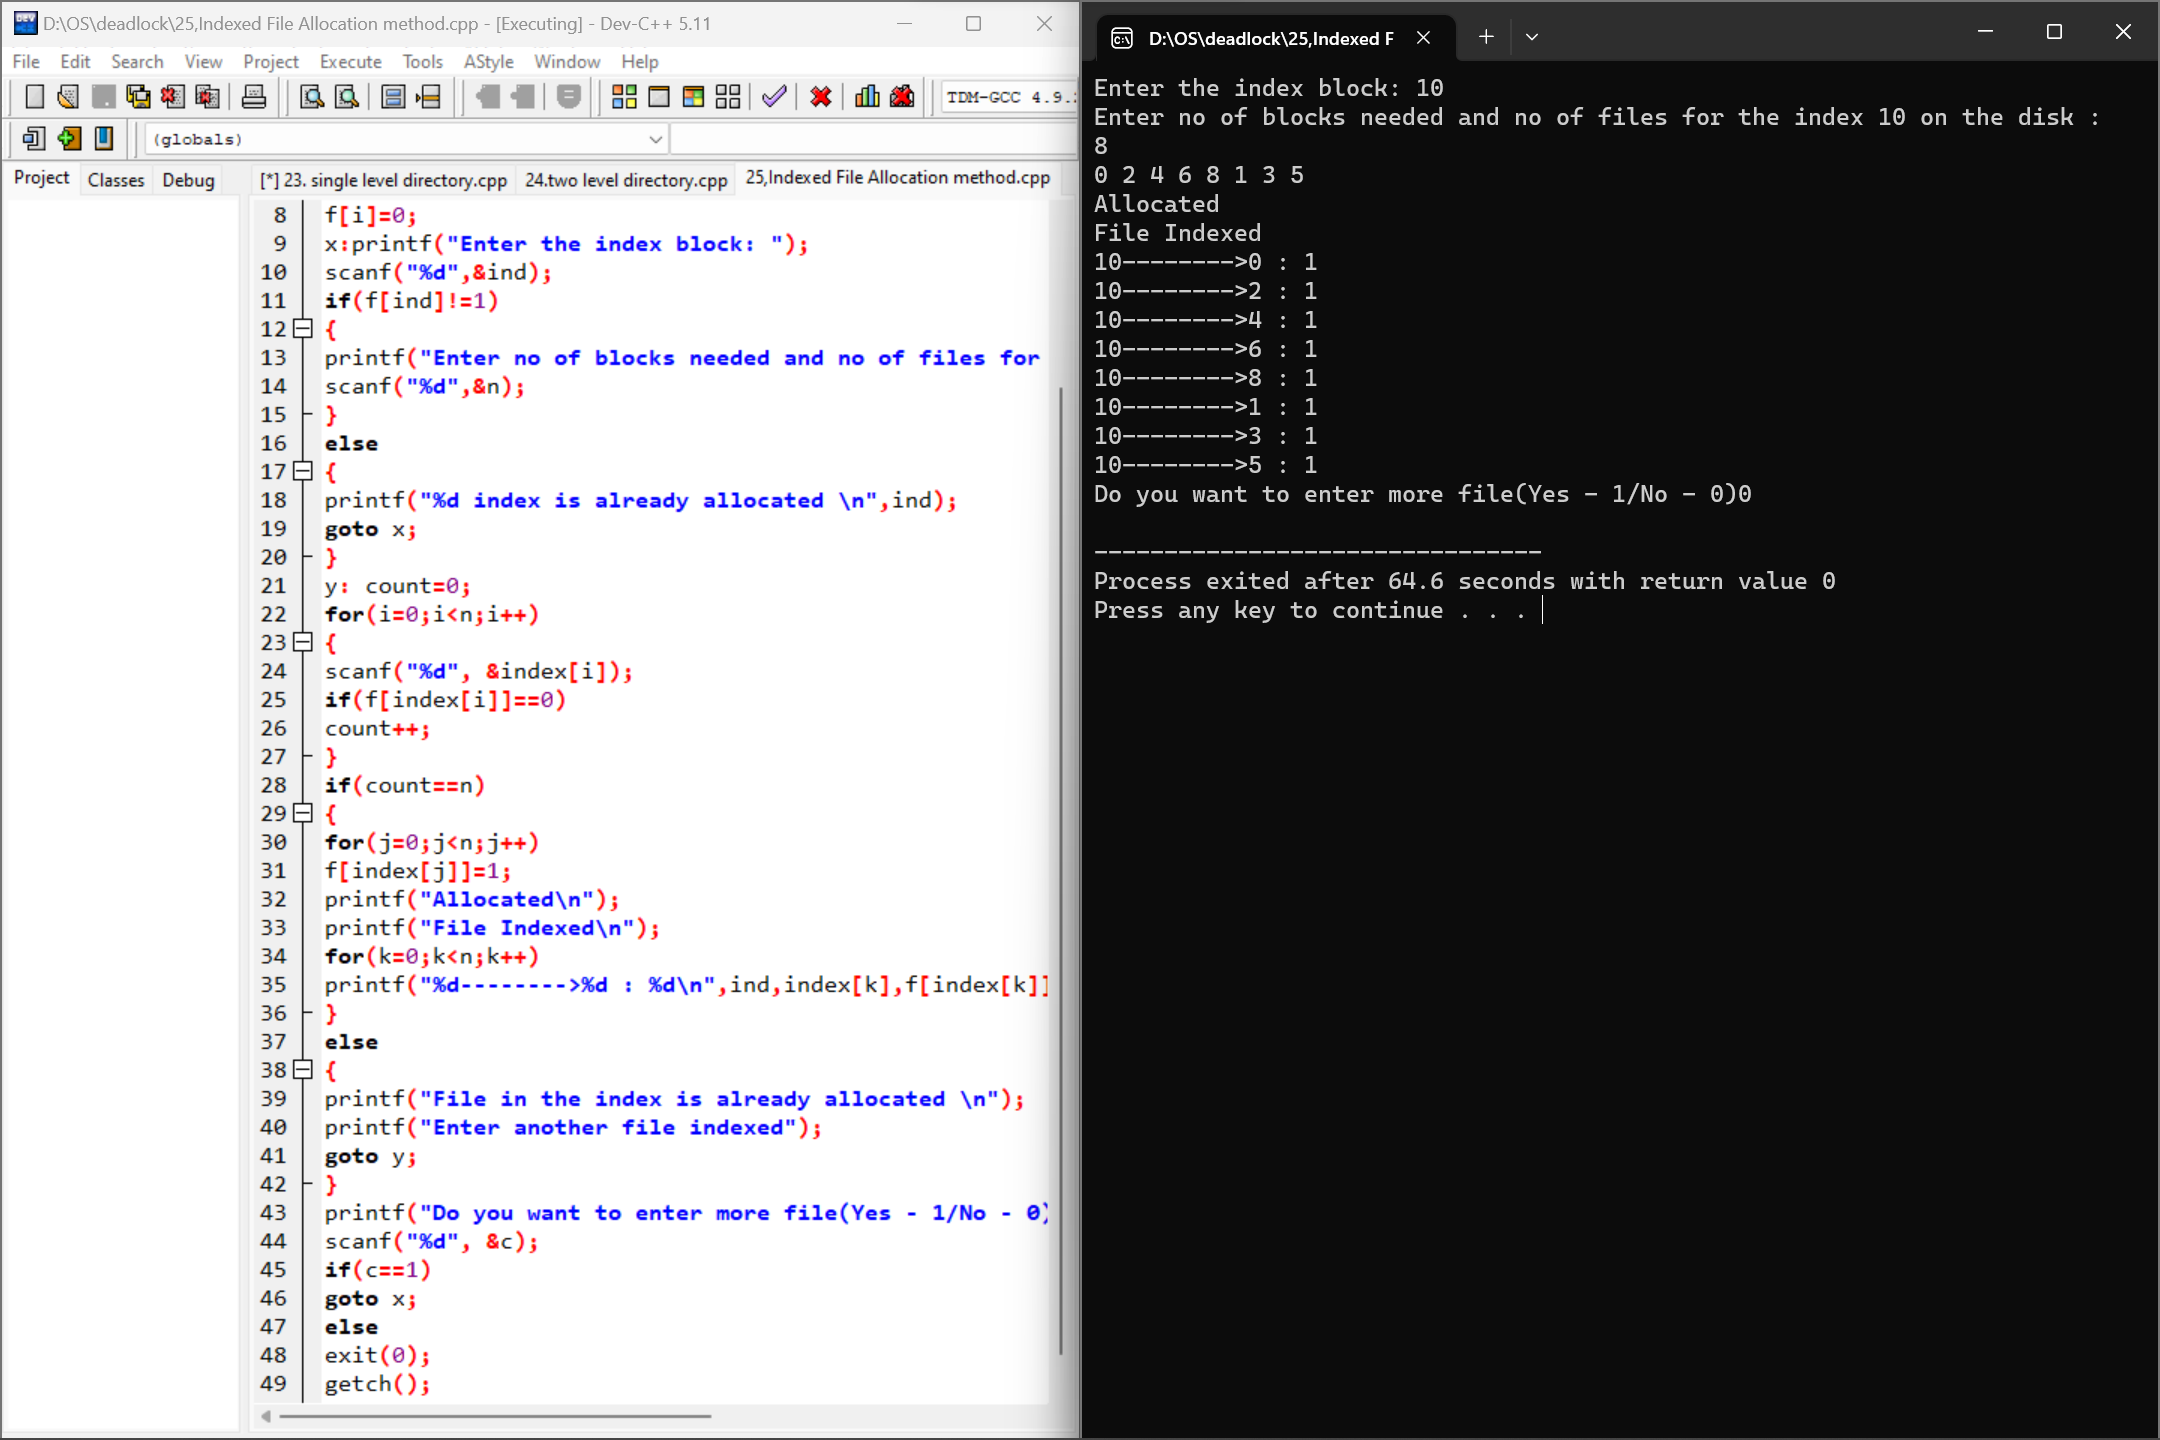 D:\OS\deadlock\25,Indexed File Allocation method.cpp - [Executing] - Dev-C++ 5.11
File Edit Search View Project Execute Tools AStyle Window Help
TDM-GCC 4.9.
(globals)
Project Classes Debug
[*] 23. single level directory.cpp 24.two level directory.cpp 25,Indexed File Allocation method.cpp
8 f[i]=0;
9 x:printf("Enter the index block: ");
10 scanf("%d",&ind);
11 if(f[ind]!=1)
12 {
13 printf("Enter no of blocks needed and no of files for
14 scanf("%d",&n);
15 }
16 else
17 {
18 printf("%d index is already allocated \n",ind);
19 goto x;
20 }
21 y: count=0;
22 for(i=0;i<n;i++)
23 {
24 scanf("%d", &index[i]);
25 if(f[index[i]]==0)
26 count++;
27 }
28 if(count==n)
29 {
30 for(j=0;j<n;j++)
31 f[index[j]]=1;
32 printf("Allocated\n");
33 printf("File Indexed\n");
34 for(k=0;k<n;k++)
35 printf("%d-------->%d : %d\n",ind,index[k],f[index[k]]
36 }
37 else
38 {
39 printf("File in the index is already allocated \n");
40 printf("Enter another file indexed");
41 goto y;
42 }
43 printf("Do you want to enter more file(Yes - 1/No - 0)
44 scanf("%d", &c);
45 if(c==1)
46 goto x;
47 else
48 exit(0);
49 getch();
D:\OS\deadlock\25,Indexed F
Enter the index block: 10
Enter no of blocks needed and no of files for the index 10 on the disk :
8
0 2 4 6 8 1 3 5
Allocated
File Indexed
10-------->0 : 1
10-------->2 : 1
10-------->4 : 1
10-------->6 : 1
10-------->8 : 1
10-------->1 : 1
10-------->3 : 1
10-------->5 : 1
Do you want to enter more file(Yes - 1/No - 0)0
--------------------------------
Process exited after 64.6 seconds with return value 0
Press any key to continue . . .